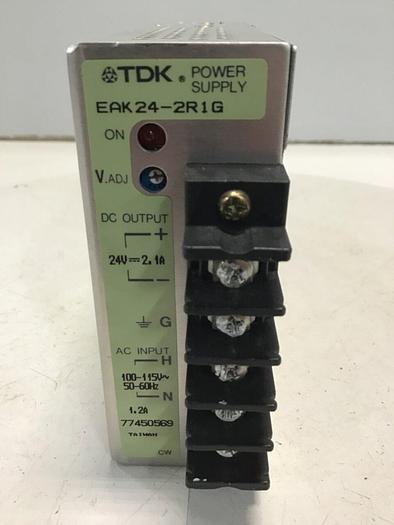 TDK® POWER SUPPLY
EAK24-2R1G
ON
V.ADJ
DC OUTPUT
+
24V⎓2.1A
−
⏚ G
AC INPUT
H
100-115V~
50-60Hz
N
1.2A
77450569
TAIWAN
CW